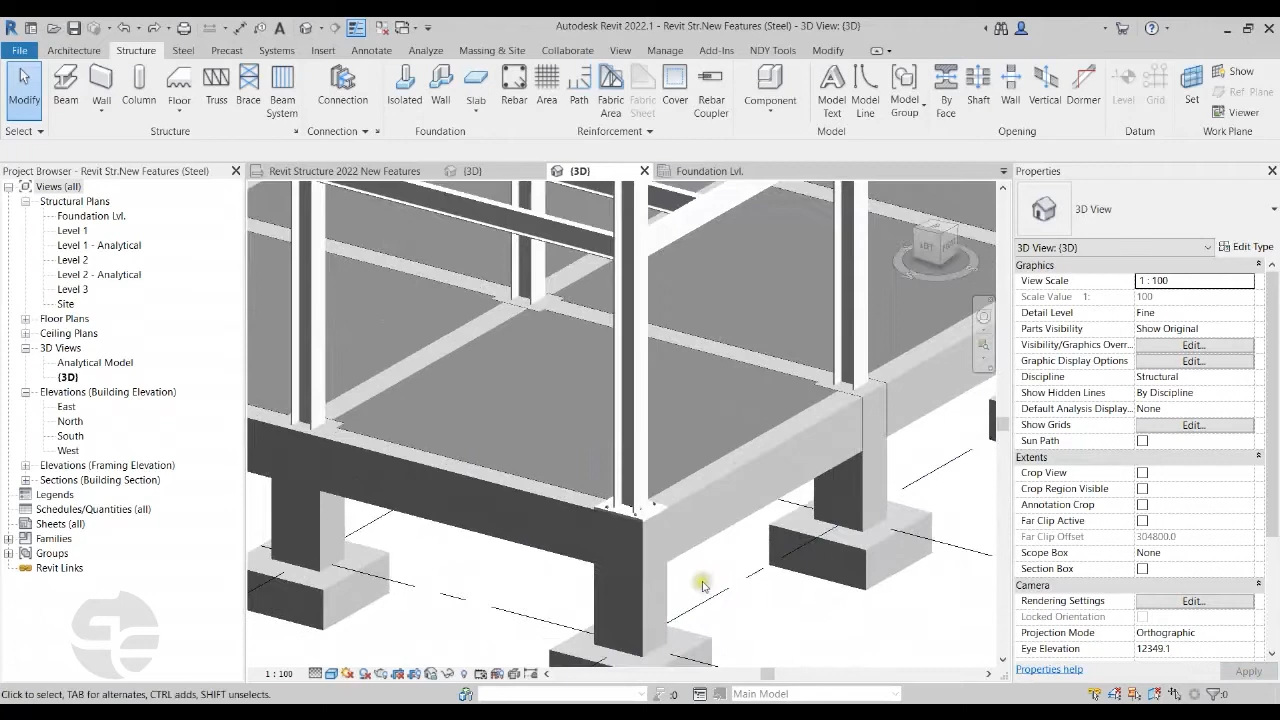 Autodesk Revit 2022.1 - Revit Str.New Features (Steel) - 3D View: {3D}
File Architecture Structure Steel Precast Systems Insert Annotate Analyze Massing & Site Collaborate View Manage Add-Ins NDY Tools Modify
Modify Beam Wall Column Floor Truss Brace Beam System Connection Isolated Wall Slab Rebar Area Path Fabric Area Fabric Sheet Cover Rebar Coupler Component Model Text Model Line Model Group By Face Shaft Wall Vertical Dormer Level Grid Set Show Ref Plane Viewer
Select Structure Connection Foundation Reinforcement Model Opening Datum Work Plane
Project Browser - Revit Str.New Features (Steel)
Revit Structure 2022 New Features {3D} {3D} Foundation Lvl.
Views (all)
Structural Plans
Foundation Lvl.
Level 1
Level 1 - Analytical
Level 2
Level 2 - Analytical
Level 3
Site
Floor Plans
Ceiling Plans
3D Views
Analytical Model
{3D}
Elevations (Building Elevation)
East
North
South
West
Elevations (Framing Elevation)
Sections (Building Section)
Legends
Schedules/Quantities (all)
Sheets (all)
Families
Groups
Revit Links
Properties
3D View
3D View: {3D} Edit Type
Graphics
View Scale 1 : 100
Scale Value 1: 100
Detail Level Fine
Parts Visibility Show Original
Visibility/Graphics Overr... Edit...
Graphic Display Options Edit...
Discipline Structural
Show Hidden Lines By Discipline
Default Analysis Display... None
Show Grids Edit...
Sun Path
Extents
Crop View
Crop Region Visible
Annotation Crop
Far Clip Active
Far Clip Offset 304800.0
Scope Box None
Section Box
Camera
Rendering Settings Edit...
Locked Orientation
Projection Mode Orthographic
Eye Elevation 12349.1
Properties help Apply
1 : 100
Click to select, TAB for alternates, CTRL adds, SHIFT unselects.
:0 Main Model :0